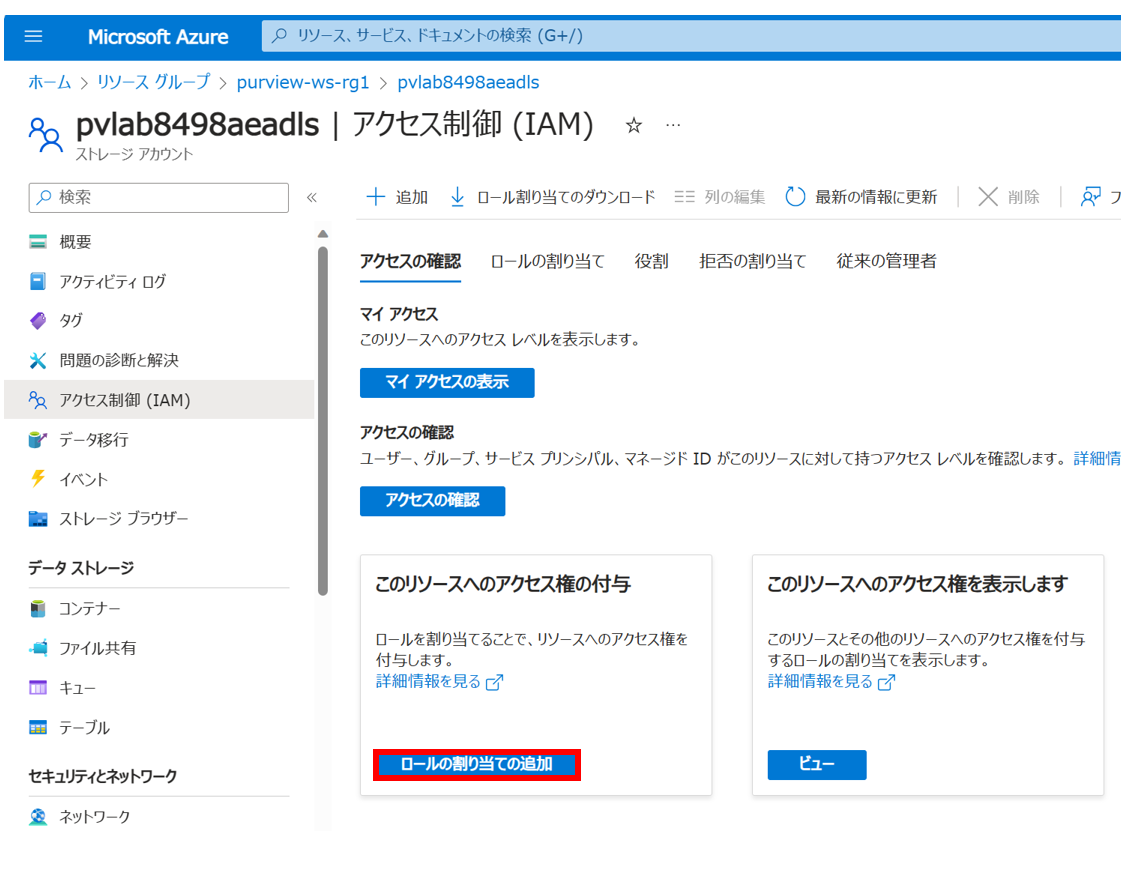 Microsoft Azure
リソース、サービス、ドキュメントの検索 (G+/)
ホーム > リソース グループ > purview-ws-rg1 > pvlab8498aeadls
pvlab8498aeadls | アクセス制御 (IAM) ☆ …
ストレージ アカウント
検索 «
追加 ロール割り当てのダウンロード 列の編集 最新の情報に更新 削除 フ
概要
アクティビティ ログ
タグ
問題の診断と解決
アクセス制御 (IAM)
データ移行
イベント
ストレージ ブラウザー
データ ストレージ
コンテナー
ファイル共有
キュー
テーブル
セキュリティとネットワーク
ネットワーク
アクセスの確認 ロールの割り当て 役割 拒否の割り当て 従来の管理者
マイ アクセス
このリソースへのアクセス レベルを表示します。
マイ アクセスの表示
アクセスの確認
ユーザー、グループ、サービス プリンシパル、マネージド ID がこのリソースに対して持つアクセス レベルを確認します。 詳細情
アクセスの確認
このリソースへのアクセス権の付与
ロールを割り当てることで、リソースへのアクセス権を
付与します。
詳細情報を見る
ロールの割り当ての追加
このリソースへのアクセス権を表示します
このリソースとその他のリソースへのアクセス権を付与
するロールの割り当てを表示します。
詳細情報を見る
ビュー